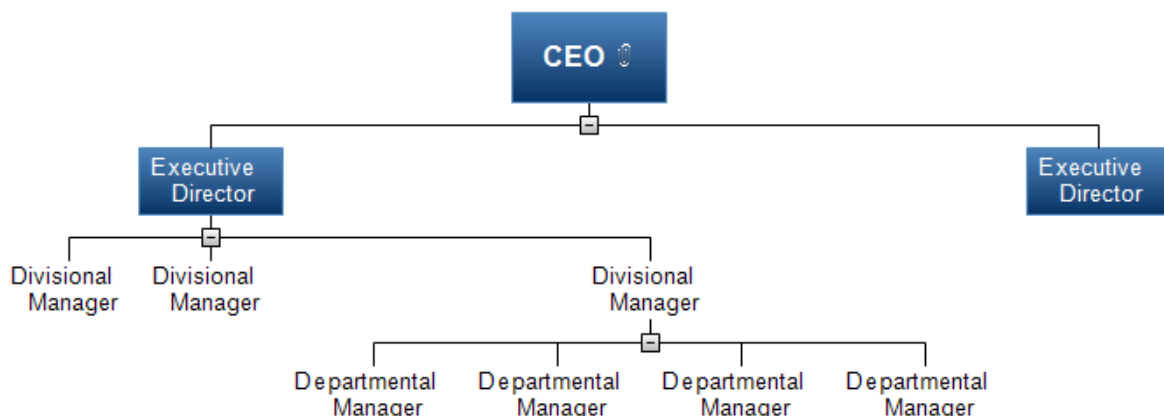 CEO
Executive
Director
Executive
Director
Divisional
Manager
Divisional
Manager
Divisional
Manager
Departmental
Manager
Departmental
Manager
Departmental
Manager
Departmental
Manager